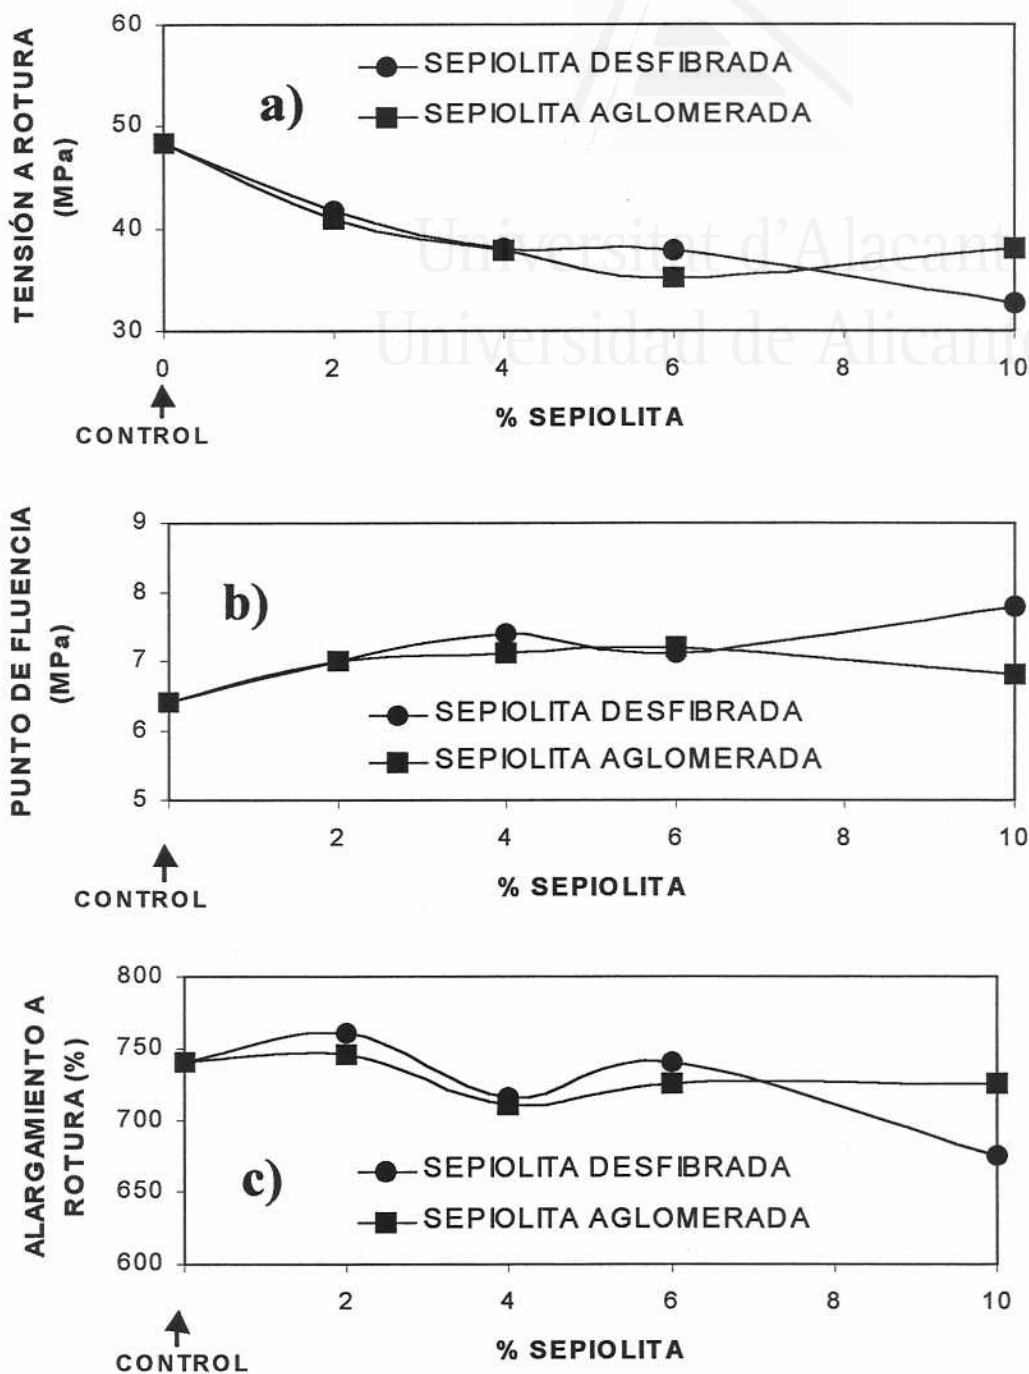 TENSIÓN A ROTURA
(MPa)
60
50
40
30
a)
SEPIOLITA DESFIBRADA
SEPIOLITA AGLOMERADA
Universitat d'Alacant
Universidad de Alicante
0 2 4 6 8 10
CONTROL
% SEPIOLITA
PUNTO DE FLUENCIA
(MPa)
9
8
7
6
5
b)
SEPIOLITA DESFIBRADA
SEPIOLITA AGLOMERADA
2 4 6 8 10
CONTROL
% SEPIOLITA
ALARGAMIENTO A
ROTURA (%)
800
750
700
650
600
c)
SEPIOLITA DESFIBRADA
SEPIOLITA AGLOMERADA
2 4 6 8 10
CONTROL
% SEPIOLITA